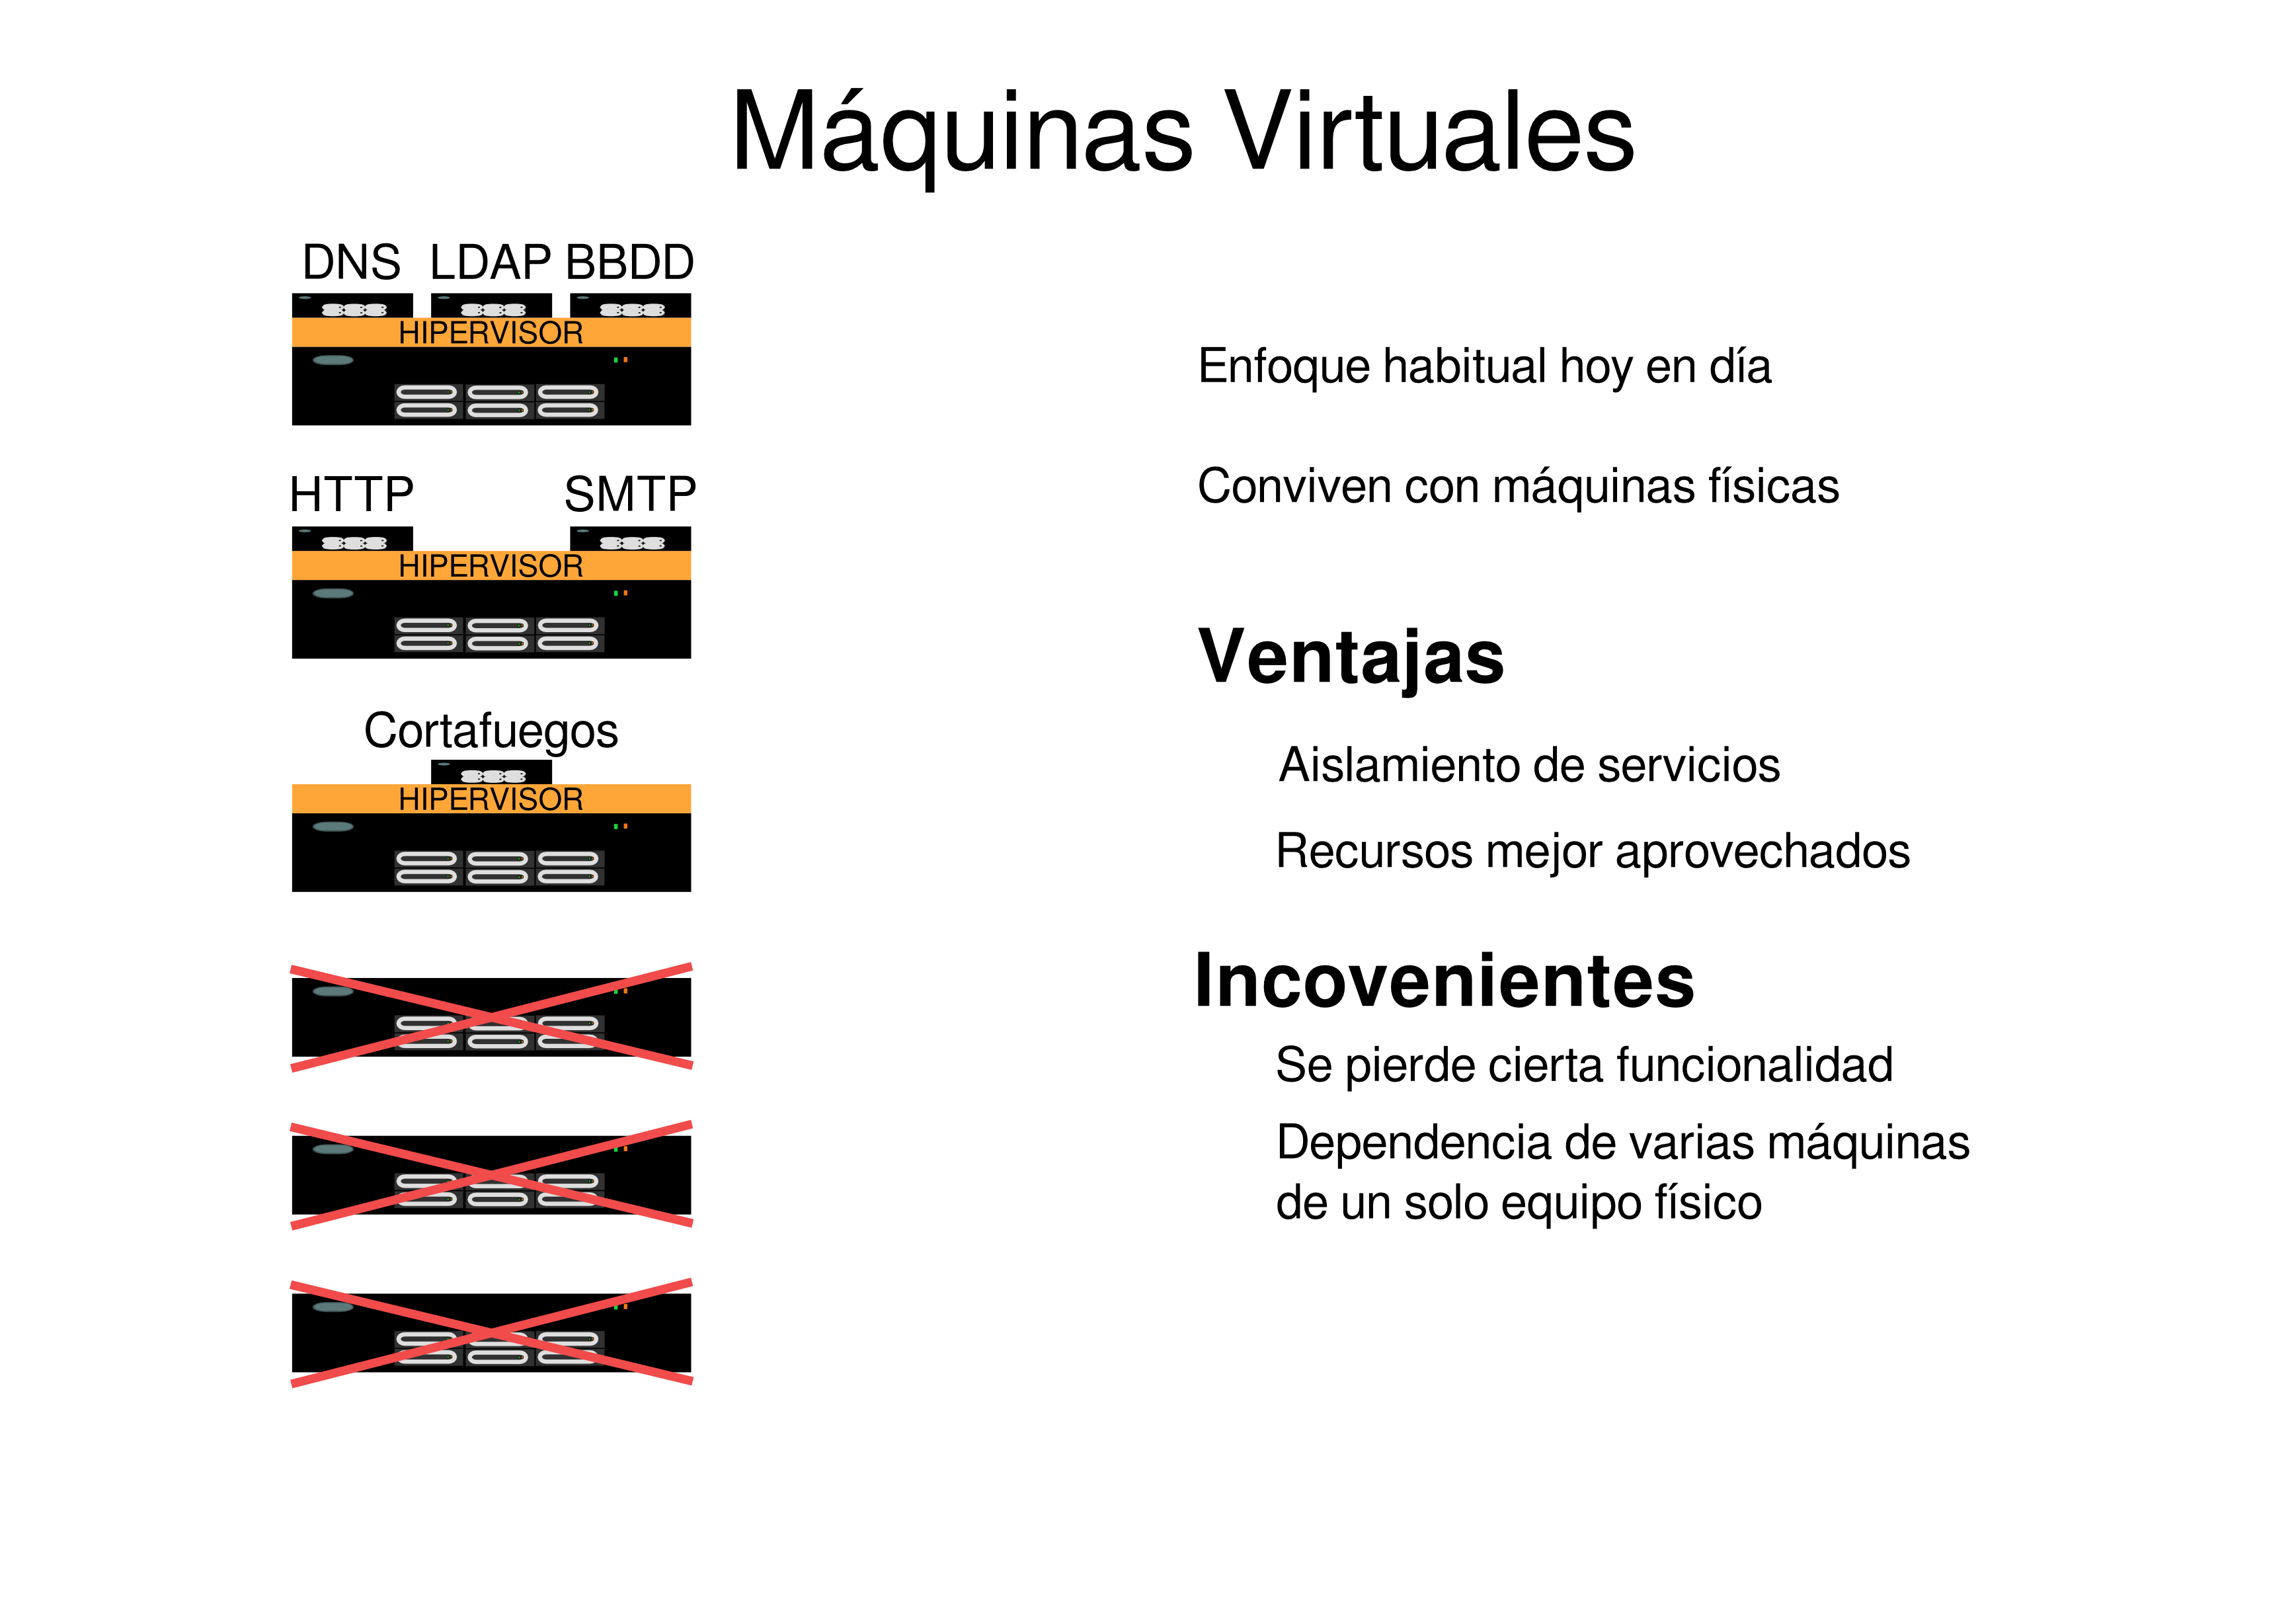 Máquinas Virtuales
DNS LDAP BBDD
HIPERVISOR
HTTP SMTP
HIPERVISOR
Cortafuegos
HIPERVISOR
Enfoque habitual hoy en día
Conviven con máquinas físicas
Ventajas
Aislamiento de servicios
Recursos mejor aprovechados
Incovenientes
Se pierde cierta funcionalidad
Dependencia de varias máquinas
de un solo equipo físico